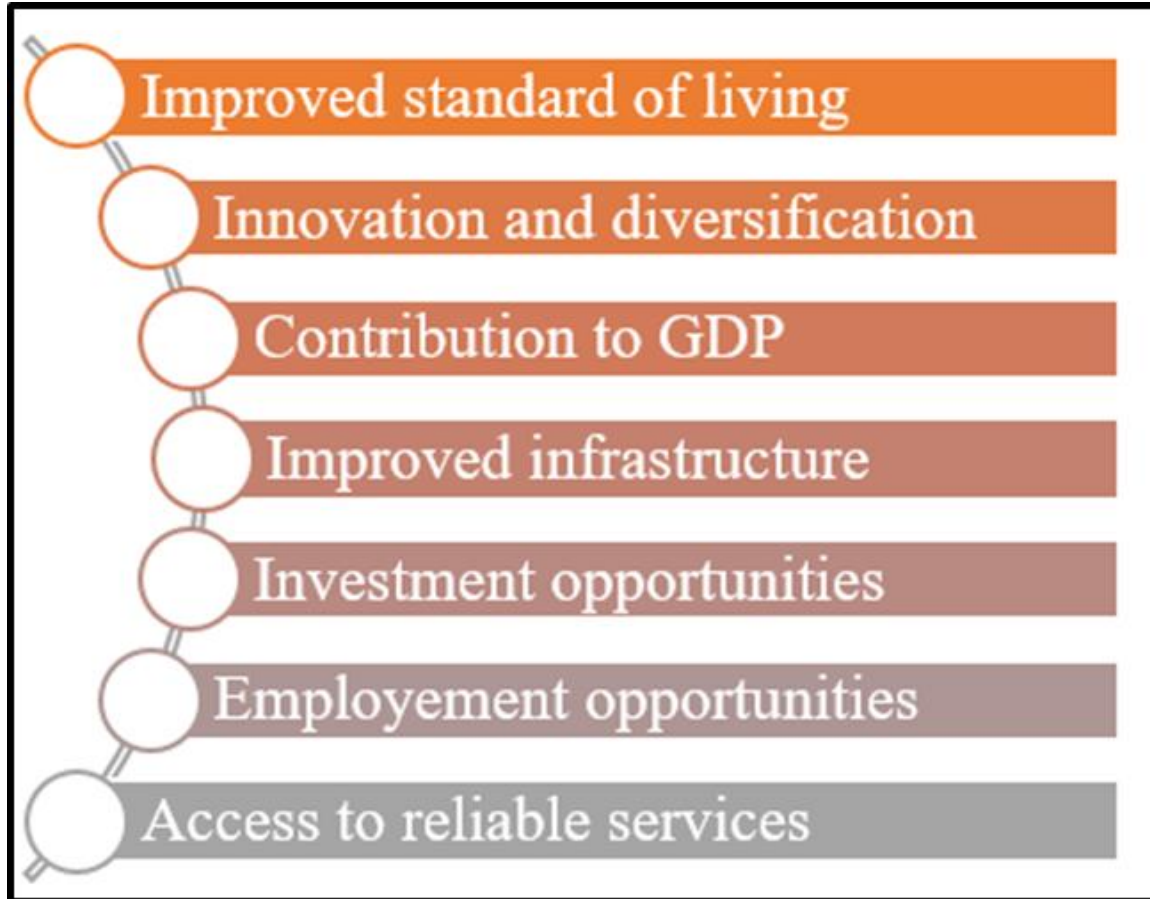 Improved standard of living
Innovation and diversification
Contribution to GDP
Improved infrastructure
Investment opportunities
Employement opportunities
Access to reliable services